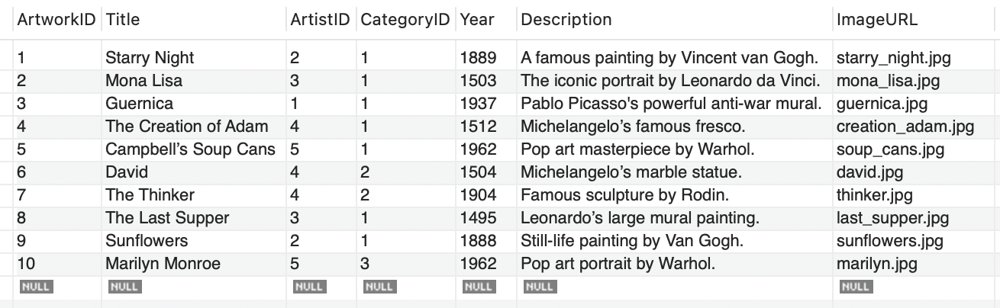 ArtworkID Title ArtistID CategoryID Year Description ImageURL
1 Starry Night 2 1 1889 A famous painting by Vincent van Gogh. starry_night.jpg
2 Mona Lisa 3 1 1503 The iconic portrait by Leonardo da Vinci. mona_lisa.jpg
3 Guernica 1 1 1937 Pablo Picasso's powerful anti-war mural. guernica.jpg
4 The Creation of Adam 4 1 1512 Michelangelo’s famous fresco. creation_adam.jpg
5 Campbell’s Soup Cans 5 1 1962 Pop art masterpiece by Warhol. soup_cans.jpg
6 David 4 2 1504 Michelangelo’s marble statue. david.jpg
7 The Thinker 4 2 1904 Famous sculpture by Rodin. thinker.jpg
8 The Last Supper 3 1 1495 Leonardo’s large mural painting. last_supper.jpg
9 Sunflowers 2 1 1888 Still-life painting by Van Gogh. sunflowers.jpg
10 Marilyn Monroe 5 3 1962 Pop art portrait by Warhol. marilyn.jpg
NULL NULL NULL NULL NULL NULL NULL